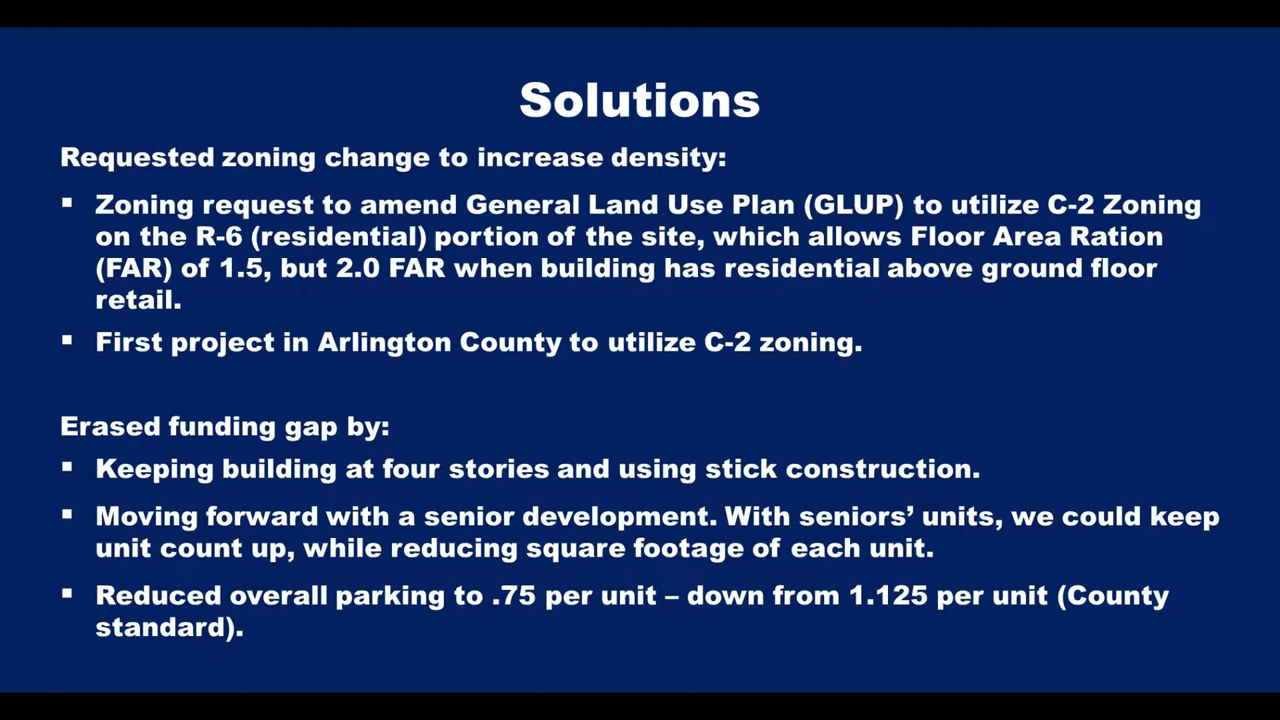 Solutions
Requested zoning change to increase density:
▪ Zoning request to amend General Land Use Plan (GLUP) to utilize C-2 Zoning
on the R-6 (residential) portion of the site, which allows Floor Area Ration
(FAR) of 1.5, but 2.0 FAR when building has residential above ground floor
retail.
▪ First project in Arlington County to utilize C-2 zoning.
Erased funding gap by:
▪ Keeping building at four stories and using stick construction.
▪ Moving forward with a senior development. With seniors’ units, we could keep
unit count up, while reducing square footage of each unit.
▪ Reduced overall parking to .75 per unit – down from 1.125 per unit (County
standard).